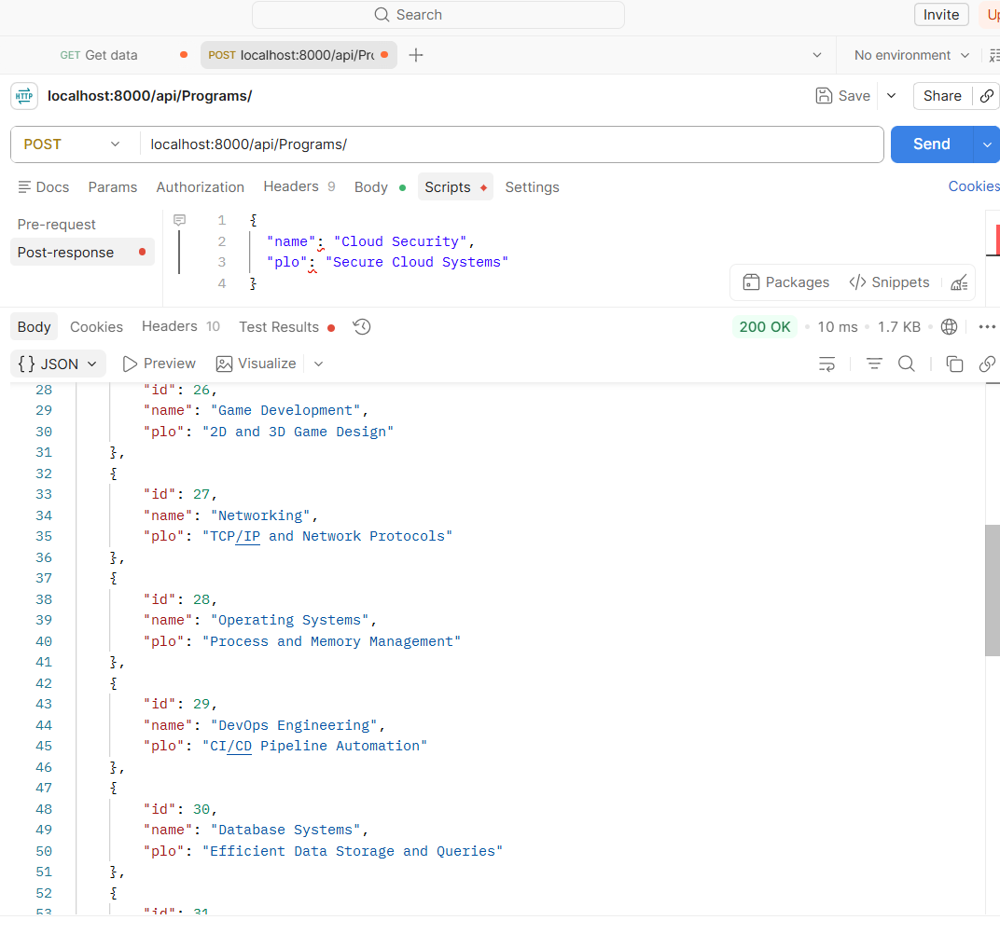 Search
Invite
GET Get data
POST localhost:8000/api/Pr
No environment
HTTP localhost:8000/api/Programs/
Save
Share
POST
localhost:8000/api/Programs/
Send
Docs Params Authorization Headers 9 Body Scripts Settings
Cookies
Pre-request
Post-response
1 {
2 "name": "Cloud Security",
3 "plo": "Secure Cloud Systems"
4 }
Packages </> Snippets
Body Cookies Headers 10 Test Results
200 OK 10 ms 1.7 KB
{} JSON Preview Visualize
28 "id": 26,
29 "name": "Game Development",
30 "plo": "2D and 3D Game Design"
31 },
32 {
33 "id": 27,
34 "name": "Networking",
35 "plo": "TCP/IP and Network Protocols"
36 },
37 {
38 "id": 28,
39 "name": "Operating Systems",
40 "plo": "Process and Memory Management"
41 },
42 {
43 "id": 29,
44 "name": "DevOps Engineering",
45 "plo": "CI/CD Pipeline Automation"
46 },
47 {
48 "id": 30,
49 "name": "Database Systems",
50 "plo": "Efficient Data Storage and Queries"
51 },
52 {
53 "id": 31